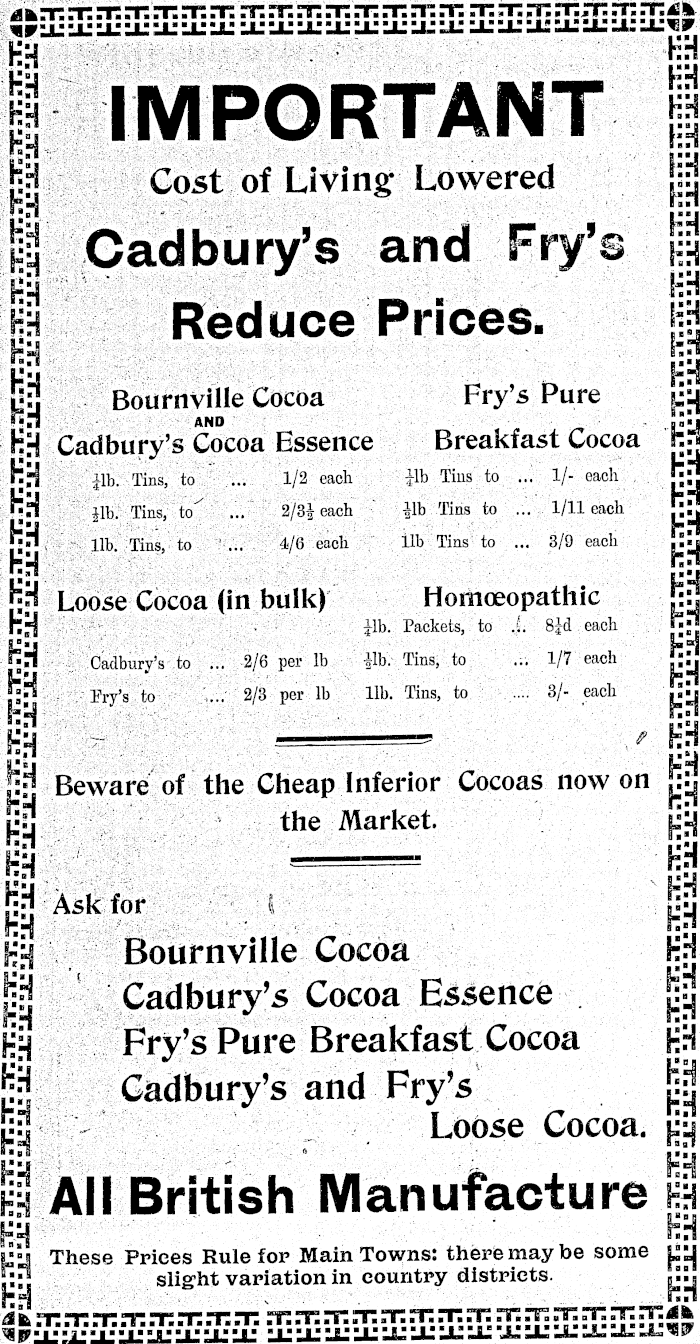 IMPORTANT
Cost of Living Lowered
Cadbury's and Fry's
Reduce Prices.
Bournville Cocoa
AND
Cadbury's Cocoa Essence
¼lb. Tins, to ... 1/2 each
½lb. Tins, to ... 2/3½ each
1lb. Tins, to ... 4/6 each
Fry's Pure
Breakfast Cocoa
¼lb Tins to ... 1/- each
½lb Tins to ... 1/11 each
1lb Tins to ... 3/9 each
Loose Cocoa (in bulk)
Cadbury's to ... 2/6 per lb
Fry's to .... 2/3 per lb
Homœopathic
¼lb. Packets, to ... 8½d each
½lb. Tins, to ... 1/7 each
1lb. Tins, to .... 3/- each
Beware of the Cheap Inferior Cocoas now on
the Market.
Ask for
Bournville Cocoa
Cadbury's Cocoa Essence
Fry's Pure Breakfast Cocoa
Cadbury's and Fry's
Loose Cocoa.
All British Manufacture
These Prices Rule for Main Towns: there may be some
slight variation in country districts.